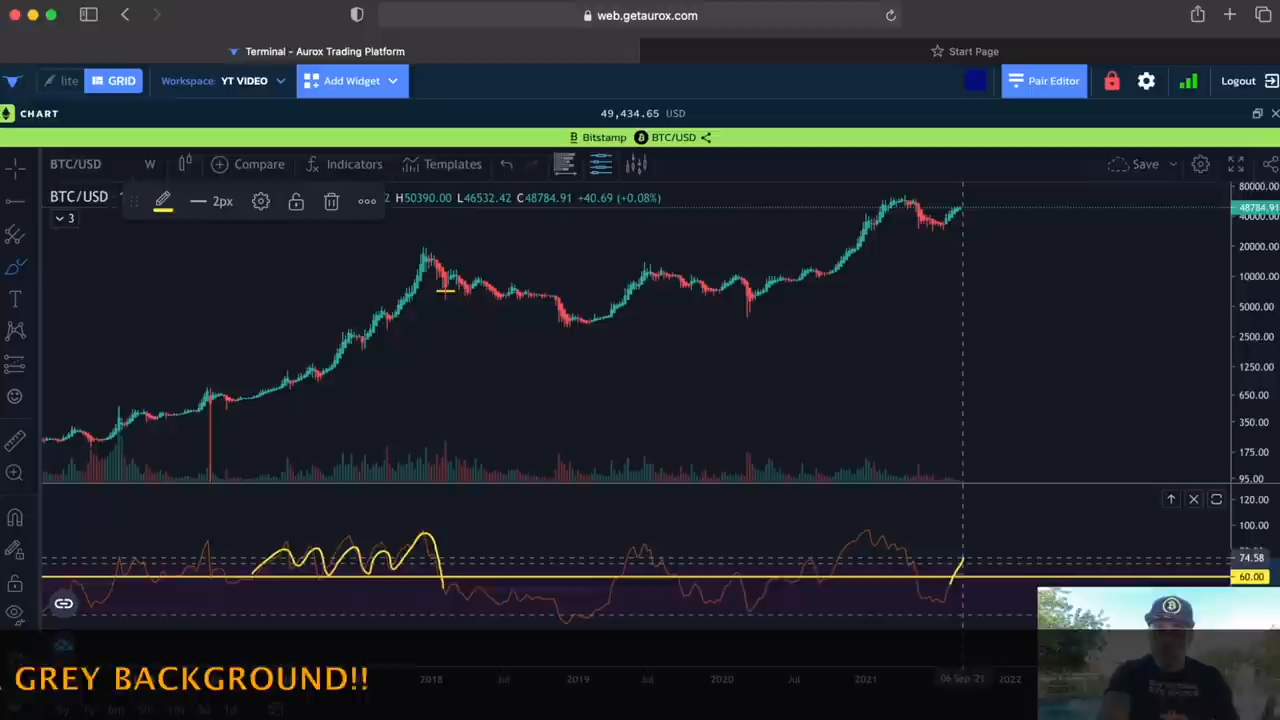 web.getaurox.com
Terminal - Aurox Trading Platform
Start Page
lite GRID Workspace: YT VIDEO Add Widget Pair Editor Logout
CHART 49,434.65 USD
Bitstamp BTC/USD
BTC/USD W Compare Indicators Templates Save
BTC/USD 2px 2 H50390.00 L46532.42 C48784.91 +40.69 (+0.08%)
3
80000.00
48784.91
40000.00
20000.00
10000.00
5000.00
2500.00
1250.00
650.00
350.00
175.00
95.00
120.00
100.00
74.58
60.00
GREY BACKGROUND!!
2018 Jul 2019 Jul 2020 Jul 2021 06 Sep '21 2022